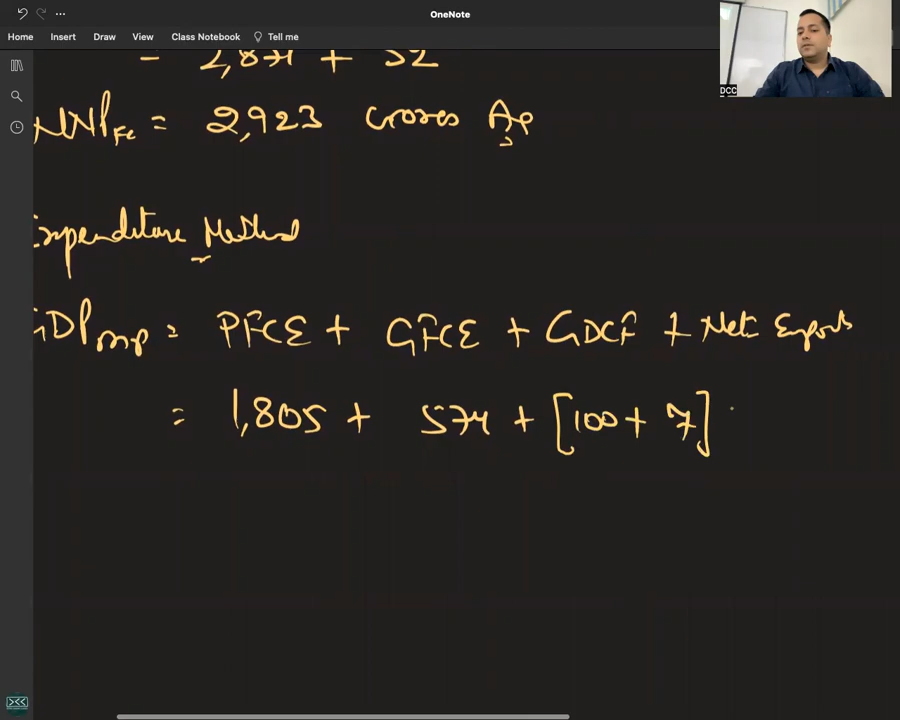 OneNote
Home Insert Draw View Class Notebook Tell me
= 2,871 + 52
NNPFc = 2,923 crores Ans
Expenditure Method
GDPmp = PFCE + GFCE + GDCF + Net Exports
= 1,805 + 574 + [100 + 7]
DCC